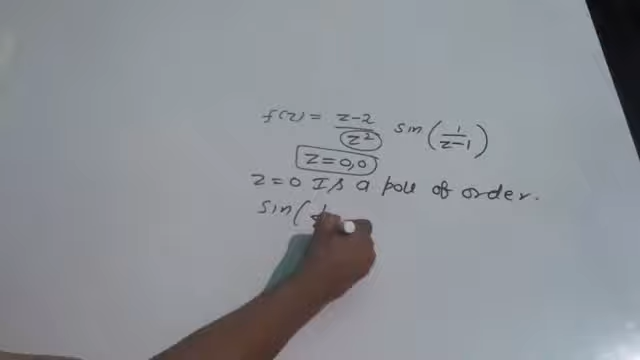 f(z) = z-2/z² sin(1/z-1)
z=0,0
z=0 Is a pole of order.
sin(